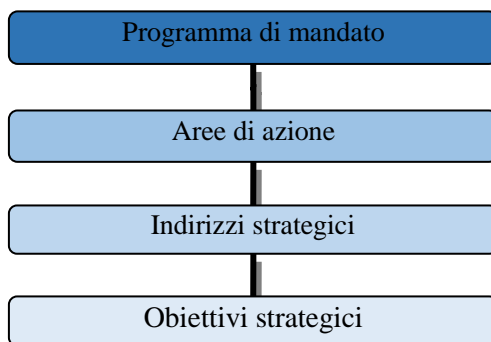 Programma di mandato
Aree di azione
Indirizzi strategici
Obiettivi strategici